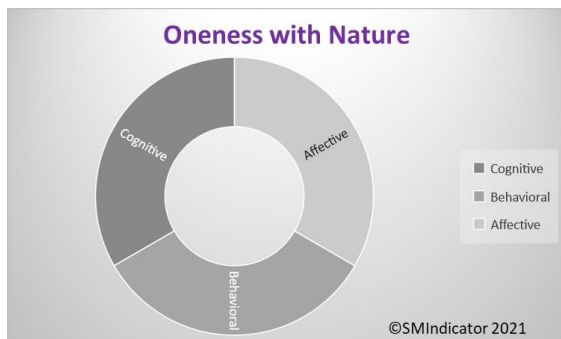 Oneness with Nature
Cognitive
Affective
Behavioral
Cognitive
Behavioral
Affective
©SMIndicator 2021